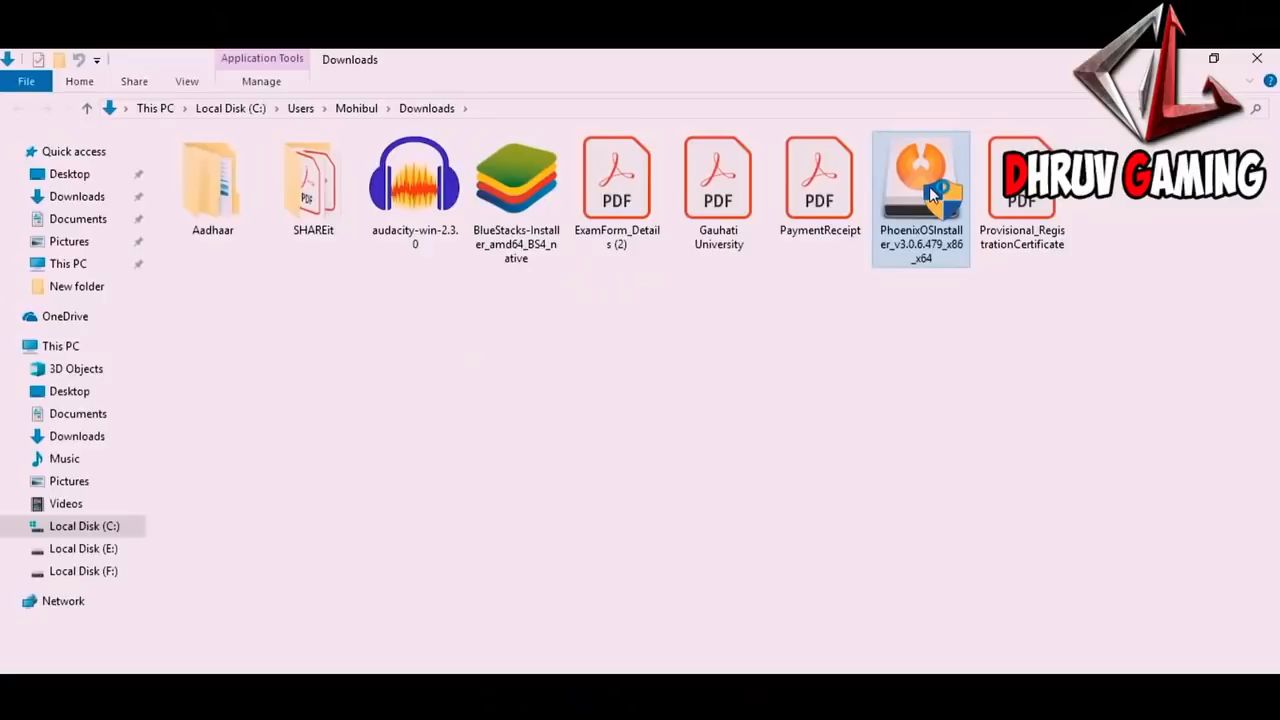 Application Tools
Downloads
File
Home
Share
View
Manage
This PC
Local Disk (C:)
Users
Mohibul
Downloads
DHRUV GAMING
Quick access
Desktop
Downloads
Documents
Pictures
This PC
New folder
OneDrive
This PC
3D Objects
Desktop
Documents
Downloads
Music
Pictures
Videos
Local Disk (C:)
Local Disk (E:)
Local Disk (F:)
Network
Aadhaar
PDF
SHAREit
audacity-win-2.3.
0
BlueStacks-Install
er_amd64_BS4_n
ative
PDF
ExamForm_Detail
s (2)
PDF
Gauhati
University
PDF
PaymentReceipt
PhoenixOSInstall
er_v3.0.6.479_x86
_x64
PDF
Provisional_Regis
trationCertificate